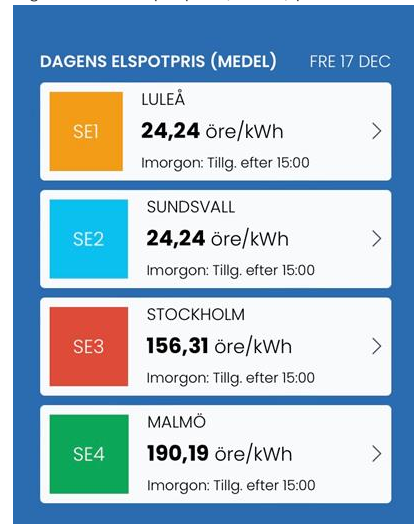 DAGENS ELSPOTPRIS (MEDEL) FRE 17 DEC
LULEÅ
SE1
24,24 öre/kWh
Imorgon: Tillg. efter 15:00
SUNDSVALL
SE2
24,24 öre/kWh
Imorgon: Tillg. efter 15:00
STOCKHOLM
SE3
156,31 öre/kWh
Imorgon: Tillg. efter 15:00
MALMÖ
SE4
190,19 öre/kWh
Imorgon: Tillg. efter 15:00